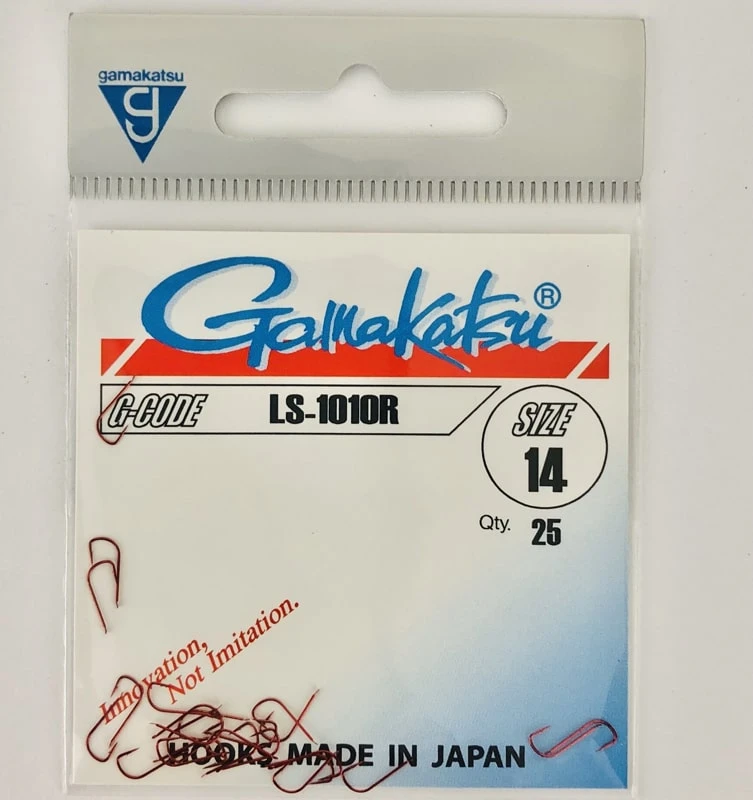 gamakatsu
g
Gamakatsu®
G-CODE LS-1010R
SIZE
14
Qty. 25
Innovation,
Not Imitation.
HOOKS MADE IN JAPAN